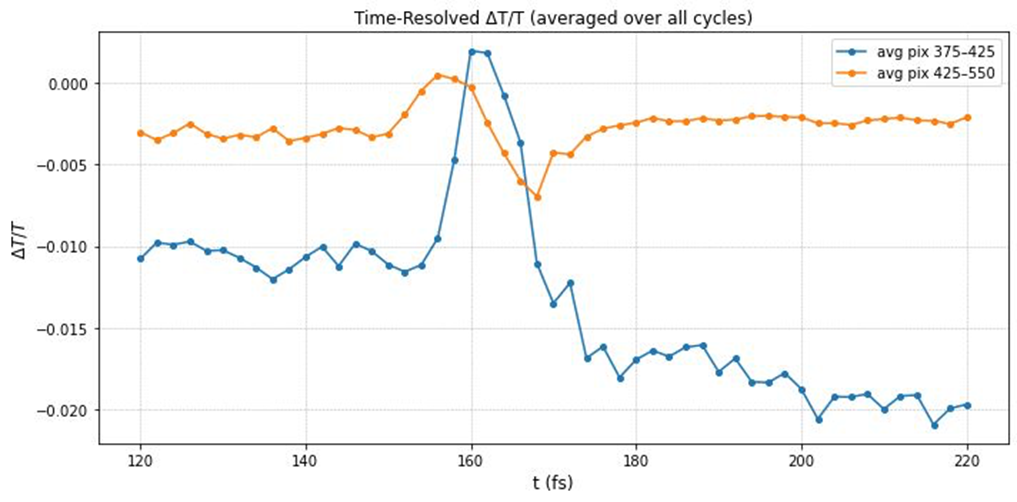 Time-Resolved ΔT/T (averaged over all cycles)
avg pix 375–425
avg pix 425–550
0.000
−0.005
−0.010
−0.015
−0.020
ΔT/T
120
140
160
180
200
220
t (fs)